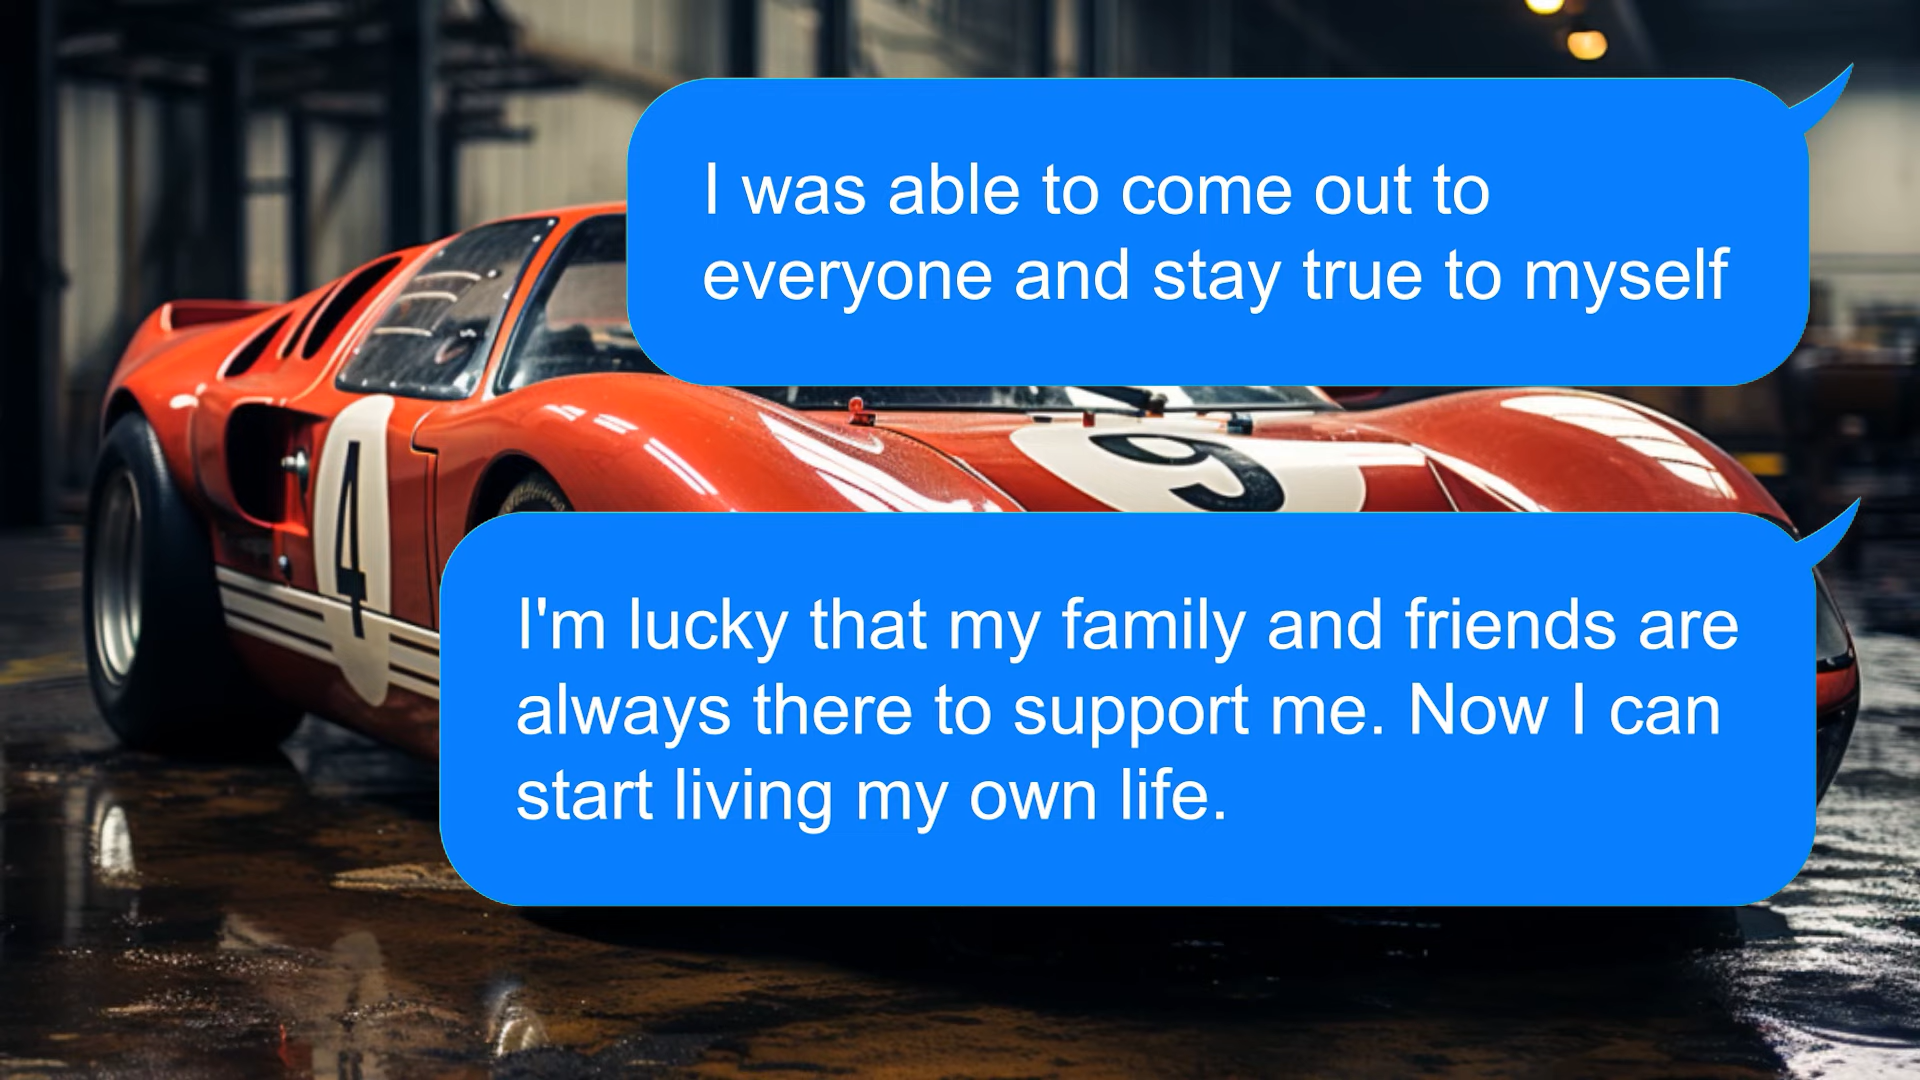 I was able to come out to
everyone and stay true to myself
9
4
I'm lucky that my family and friends are
always there to support me. Now I can
start living my own life.